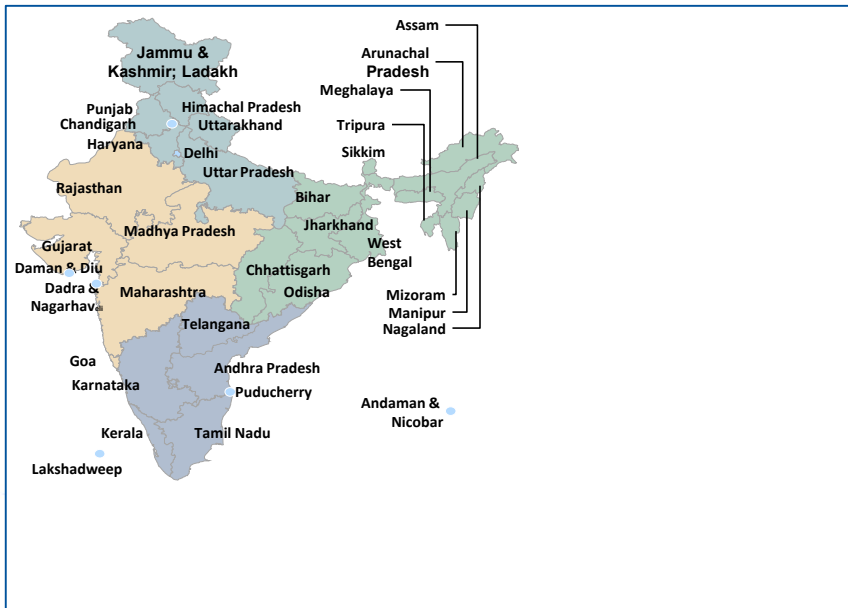 Assam
Jammu &
Kashmir; Ladakh
Arunachal
Pradesh
Meghalaya
Punjab
Himachal Pradesh
Chandigarh
Uttarakhand
Tripura
Haryana
Delhi
Sikkim
Uttar Pradesh
Rajasthan
Bihar
Jharkhand
Madhya Pradesh
Gujarat
West
Bengal
Daman & Diu
Chhattisgarh
Dadra &
Nagarhav
Maharashtra
Odisha
Mizoram
Manipur
Nagaland
Telangana
Goa
Andhra Pradesh
Karnataka
Puducherry
Andaman &
Nicobar
Kerala
Tamil Nadu
Lakshadweep